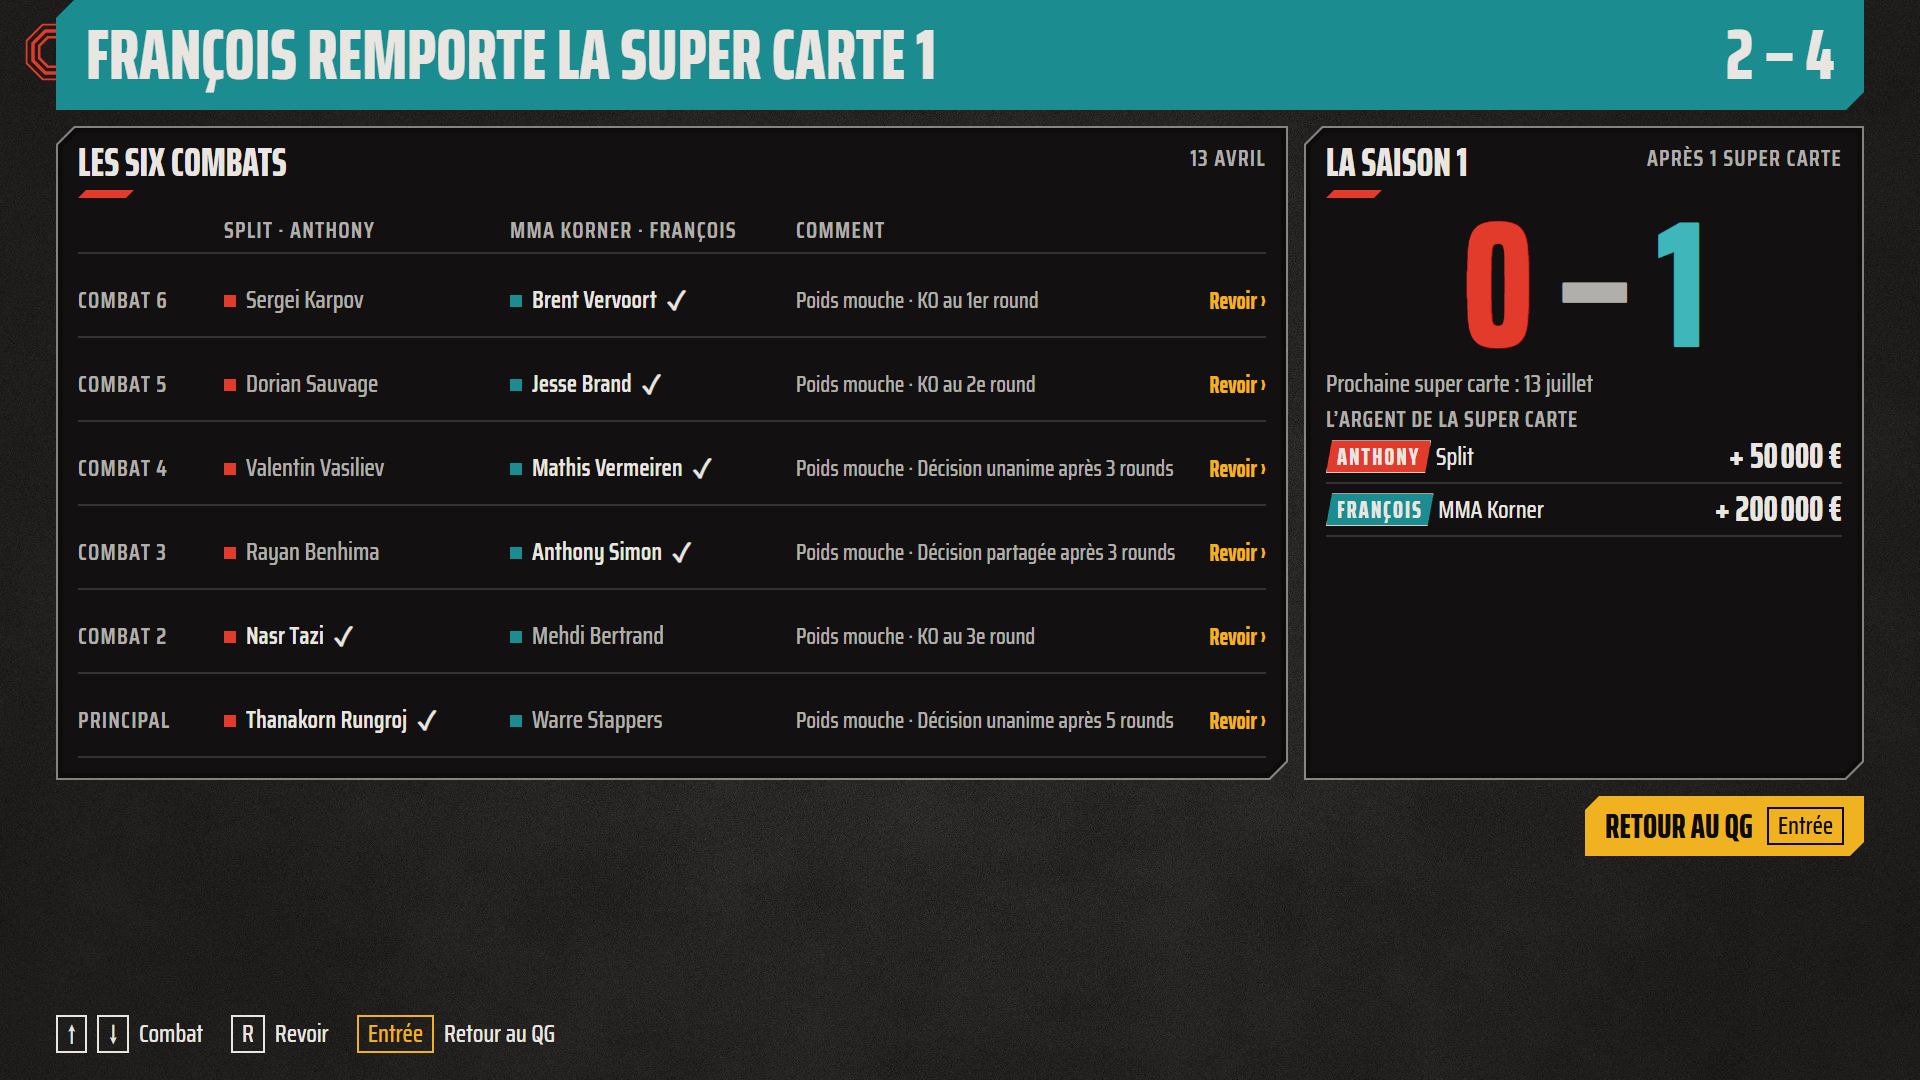 FRANÇOIS REMPORTE LA SUPER CARTE 1 2 – 4
LES SIX COMBATS 13 AVRIL
SPLIT · ANTHONY MMA KORNER · FRANÇOIS COMMENT
COMBAT 6 Sergei Karpov Brent Vervoort ✓ Poids mouche · KO au 1er round Revoir ›
COMBAT 5 Dorian Sauvage Jesse Brand ✓ Poids mouche · KO au 2e round Revoir ›
COMBAT 4 Valentin Vasiliev Mathis Vermeiren ✓ Poids mouche · Décision unanime après 3 rounds Revoir ›
COMBAT 3 Rayan Benhima Anthony Simon ✓ Poids mouche · Décision partagée après 3 rounds Revoir ›
COMBAT 2 Nasr Tazi ✓ Mehdi Bertrand Poids mouche · KO au 3e round Revoir ›
PRINCIPAL Thanakorn Rungroj ✓ Warre Stappers Poids mouche · Décision unanime après 5 rounds Revoir ›
LA SAISON 1 APRÈS 1 SUPER CARTE
0 – 1
Prochaine super carte : 13 juillet
L’ARGENT DE LA SUPER CARTE
ANTHONY Split + 50 000 €
FRANÇOIS MMA Korner + 200 000 €
RETOUR AU QG Entrée
↑ ↓ Combat R Revoir Entrée Retour au QG